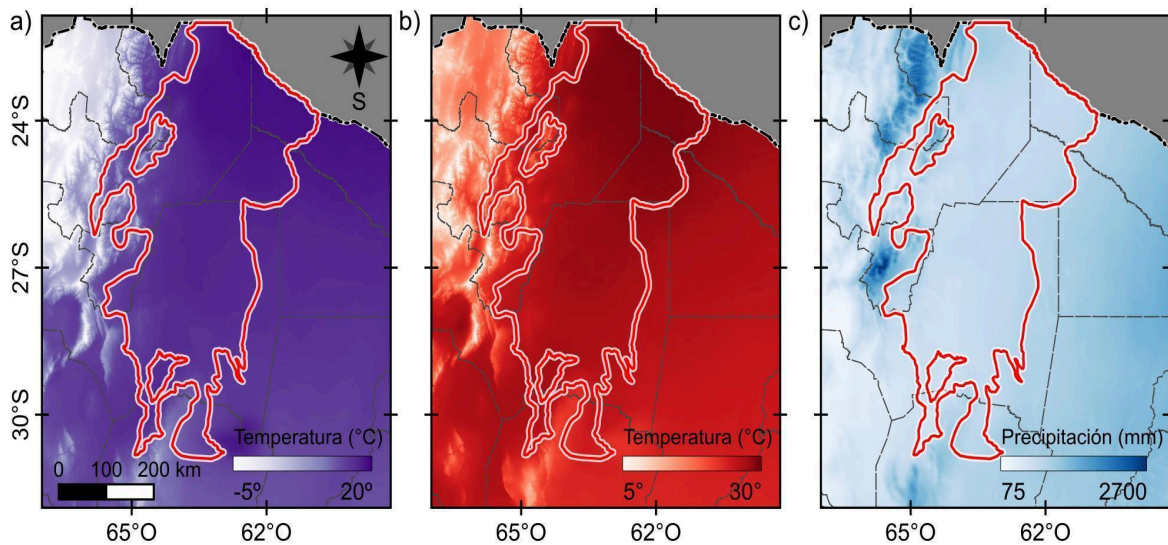 a)
S
24°S
27°S
30°S
Temperatura (°C)
0 100 200 km
-5º 20º
65°O 62°O
b)
Temperatura (°C)
5° 30°
65°O 62°O
c)
Precipitación (mm)
75 2700
65°O 62°O